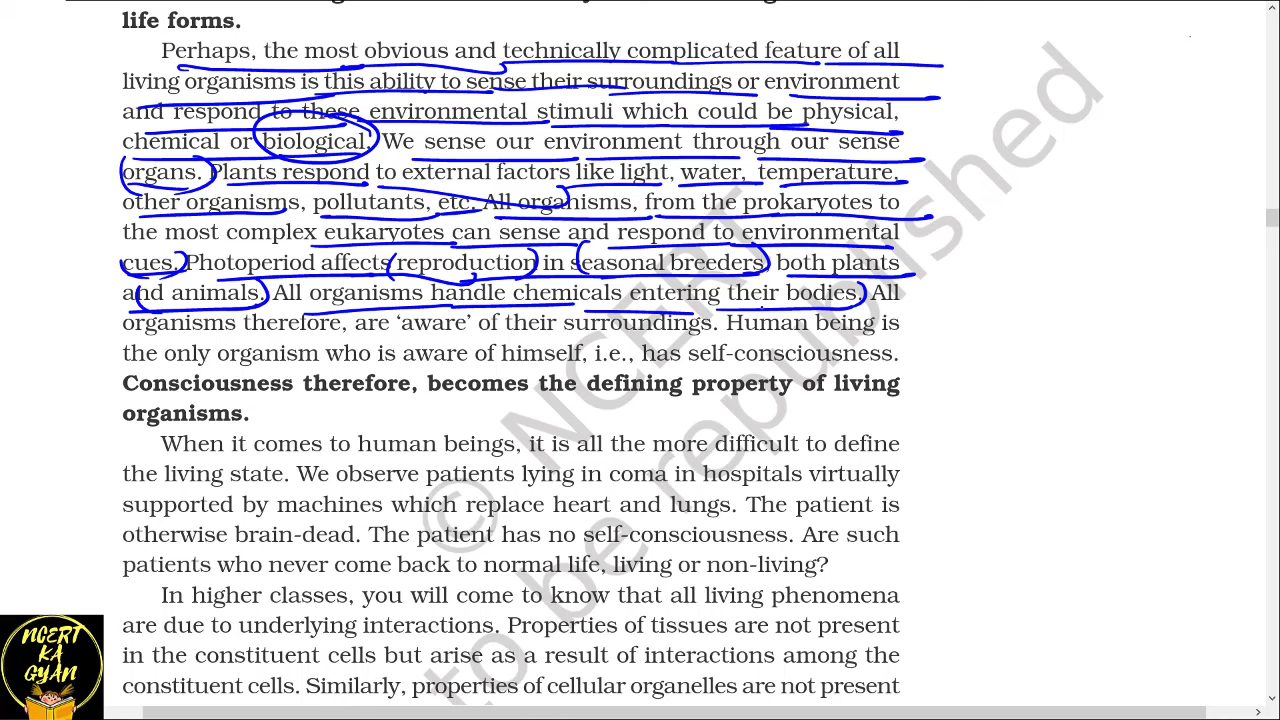 life forms.
Perhaps, the most obvious and technically complicated feature of all
living organisms is this ability to sense their surroundings or environment
and respond to these environmental stimuli which could be physical,
chemical or biological. We sense our environment through our sense
organs. Plants respond to external factors like light, water, temperature,
other organisms, pollutants, etc. All organisms, from the prokaryotes to
the most complex eukaryotes can sense and respond to environmental
cues. Photoperiod affects reproduction in seasonal breeders, both plants
and animals. All organisms handle chemicals entering their bodies. All
organisms therefore, are ‘aware’ of their surroundings. Human being is
the only organism who is aware of himself, i.e., has self-consciousness.
Consciousness therefore, becomes the defining property of living
organisms.
When it comes to human beings, it is all the more difficult to define
the living state. We observe patients lying in coma in hospitals virtually
supported by machines which replace heart and lungs. The patient is
otherwise brain-dead. The patient has no self-consciousness. Are such
patients who never come back to normal life, living or non-living?
In higher classes, you will come to know that all living phenomena
are due to underlying interactions. Properties of tissues are not present
in the constituent cells but arise as a result of interactions among the
constituent cells. Similarly, properties of cellular organelles are not present
© NCERT
to be republished
NCERT
KA
GYAN